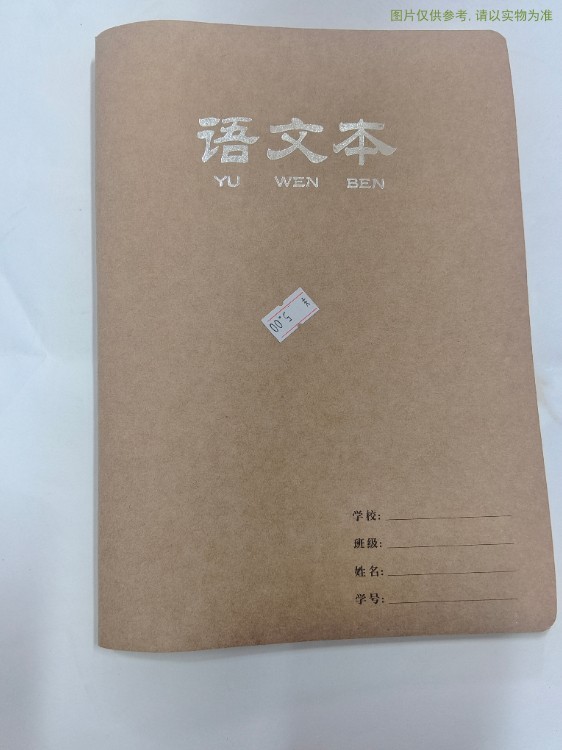 图片仅供参考, 请以实物为准
语文本
YU WEN BEN
¥ 5.00
学校:
班级:
姓名:
学号: